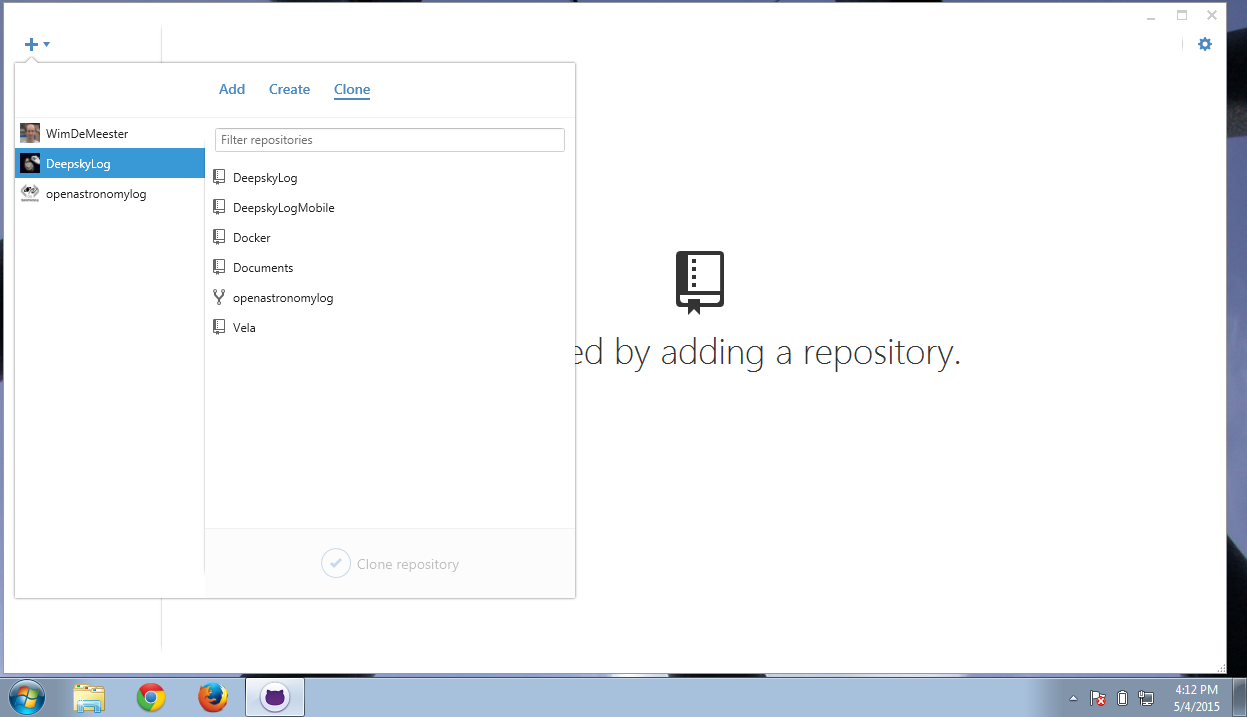 Add Create Clone
WimDeMeester
DeepskyLog
openastronomylog
Filter repositories
DeepskyLog
DeepskyLogMobile
Docker
Documents
openastronomylog
Vela
ed by adding a repository.
Clone repository
4:12 PM
5/4/2015